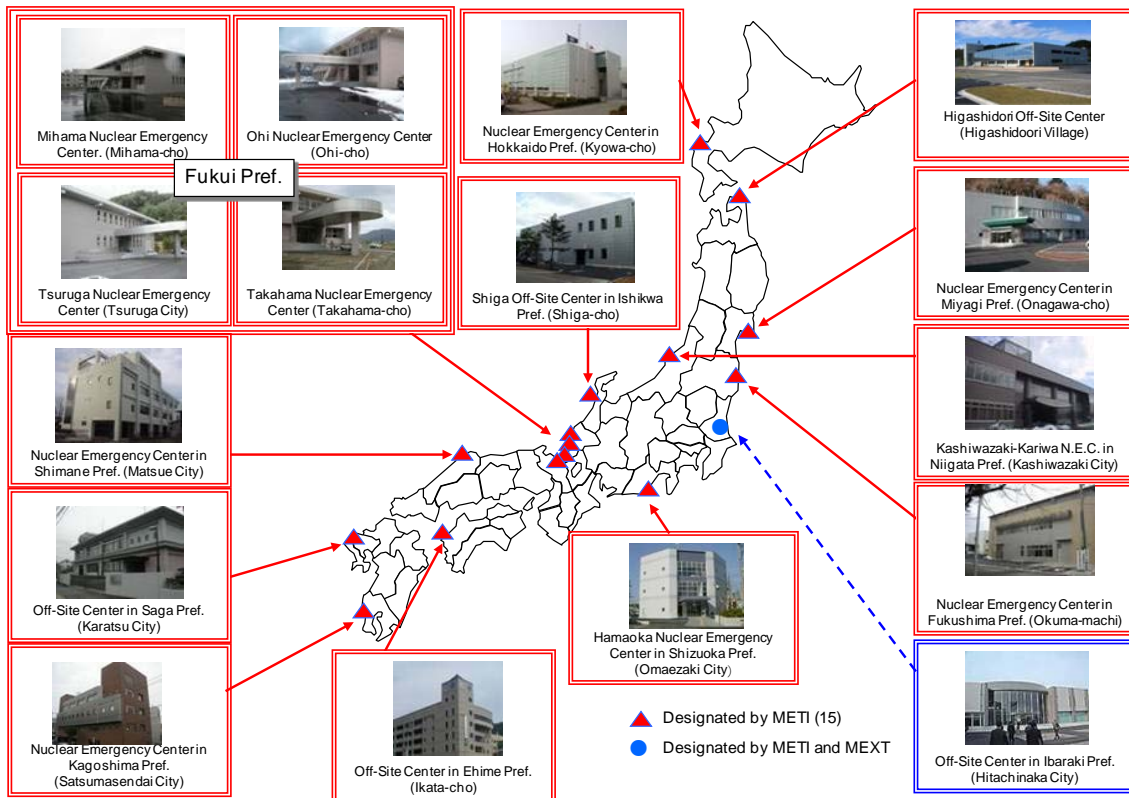 Mihama Nuclear Emergency
Center. (Mihama-cho)
Ohi Nuclear Emergency Center
(Ohi-cho)
Fukui Pref.
Tsuruga Nuclear Emergency
Center (Tsuruga City)
Takahama Nuclear Emergency
Center (Takahama-cho)
Nuclear Emergency Center in
Hokkaido Pref. (Kyowa-cho)
Higashidori Off-Site Center
(Higashidoori Village)
Shiga Off-Site Center in Ishikwa
Pref. (Shiga-cho)
Nuclear Emergency Center in
Miyagi Pref. (Onagawa-cho)
Nuclear Emergency Center in
Shimane Pref. (Matsue City)
Kashiwazaki-Kariwa N.E.C. in
Niigata Pref. (Kashiwazaki City)
Off-Site Center in Saga Pref.
(Karatsu City)
Nuclear Emergency Center in
Fukushima Pref. (Okuma-machi)
Hamaoka Nuclear Emergency
Center in Shizuoka Pref.
(Omaezaki City)
Nuclear Emergency Center in
Kagoshima Pref.
(Satsumasendai City)
Off-Site Center in Ehime Pref.
(Ikata-cho)
Designated by METI (15)
Designated by METI and MEXT
Off-Site Center in Ibaraki Pref.
(Hitachinaka City)